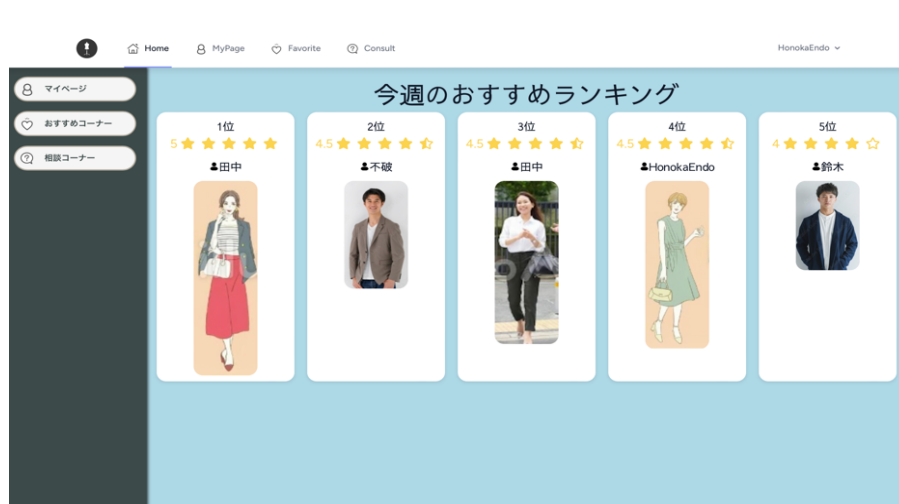 Home MyPage Favorite Consult HonokaEndo
マイページ
おすすめコーナー
相談コーナー
今週のおすすめランキング
1位
5
田中
2位
4.5
不破
3位
4.5
田中
4位
4.5
HonokaEndo
5位
4
鈴木